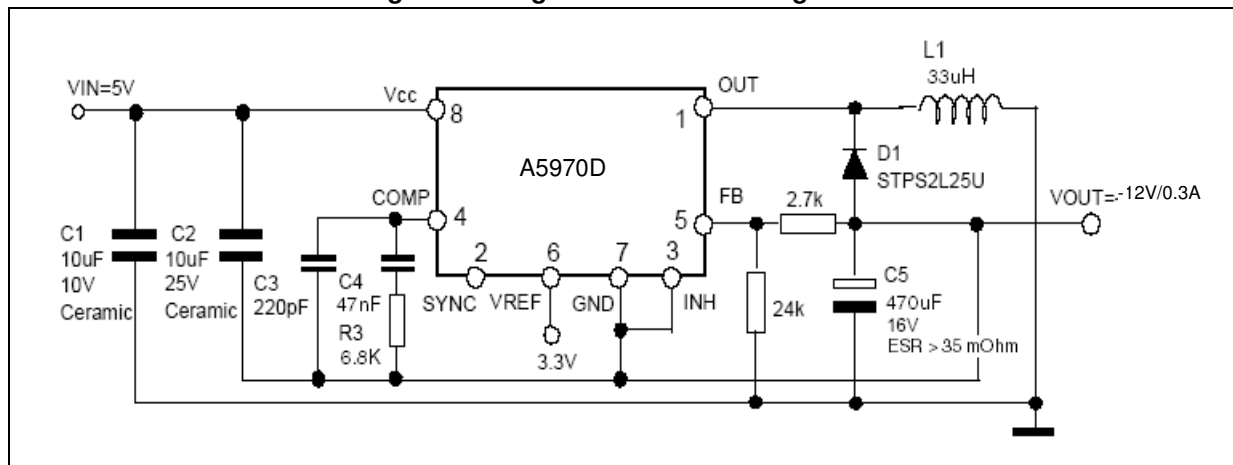 VIN=5V
Vcc
8
A5970D
OUT
1
L1
33uH
D1
STPS2L25U
COMP
4
FB
5
2.7k
VOUT=-12V/0.3A
C1
10uF
10V
Ceramic
C2
10uF
25V
Ceramic
C3
220pF
C4
47nF
R3
6.8K
2
SYNC
6
VREF
3.3V
7
GND
3
INH
24k
C5
470uF
16V
ESR > 35 mOhm